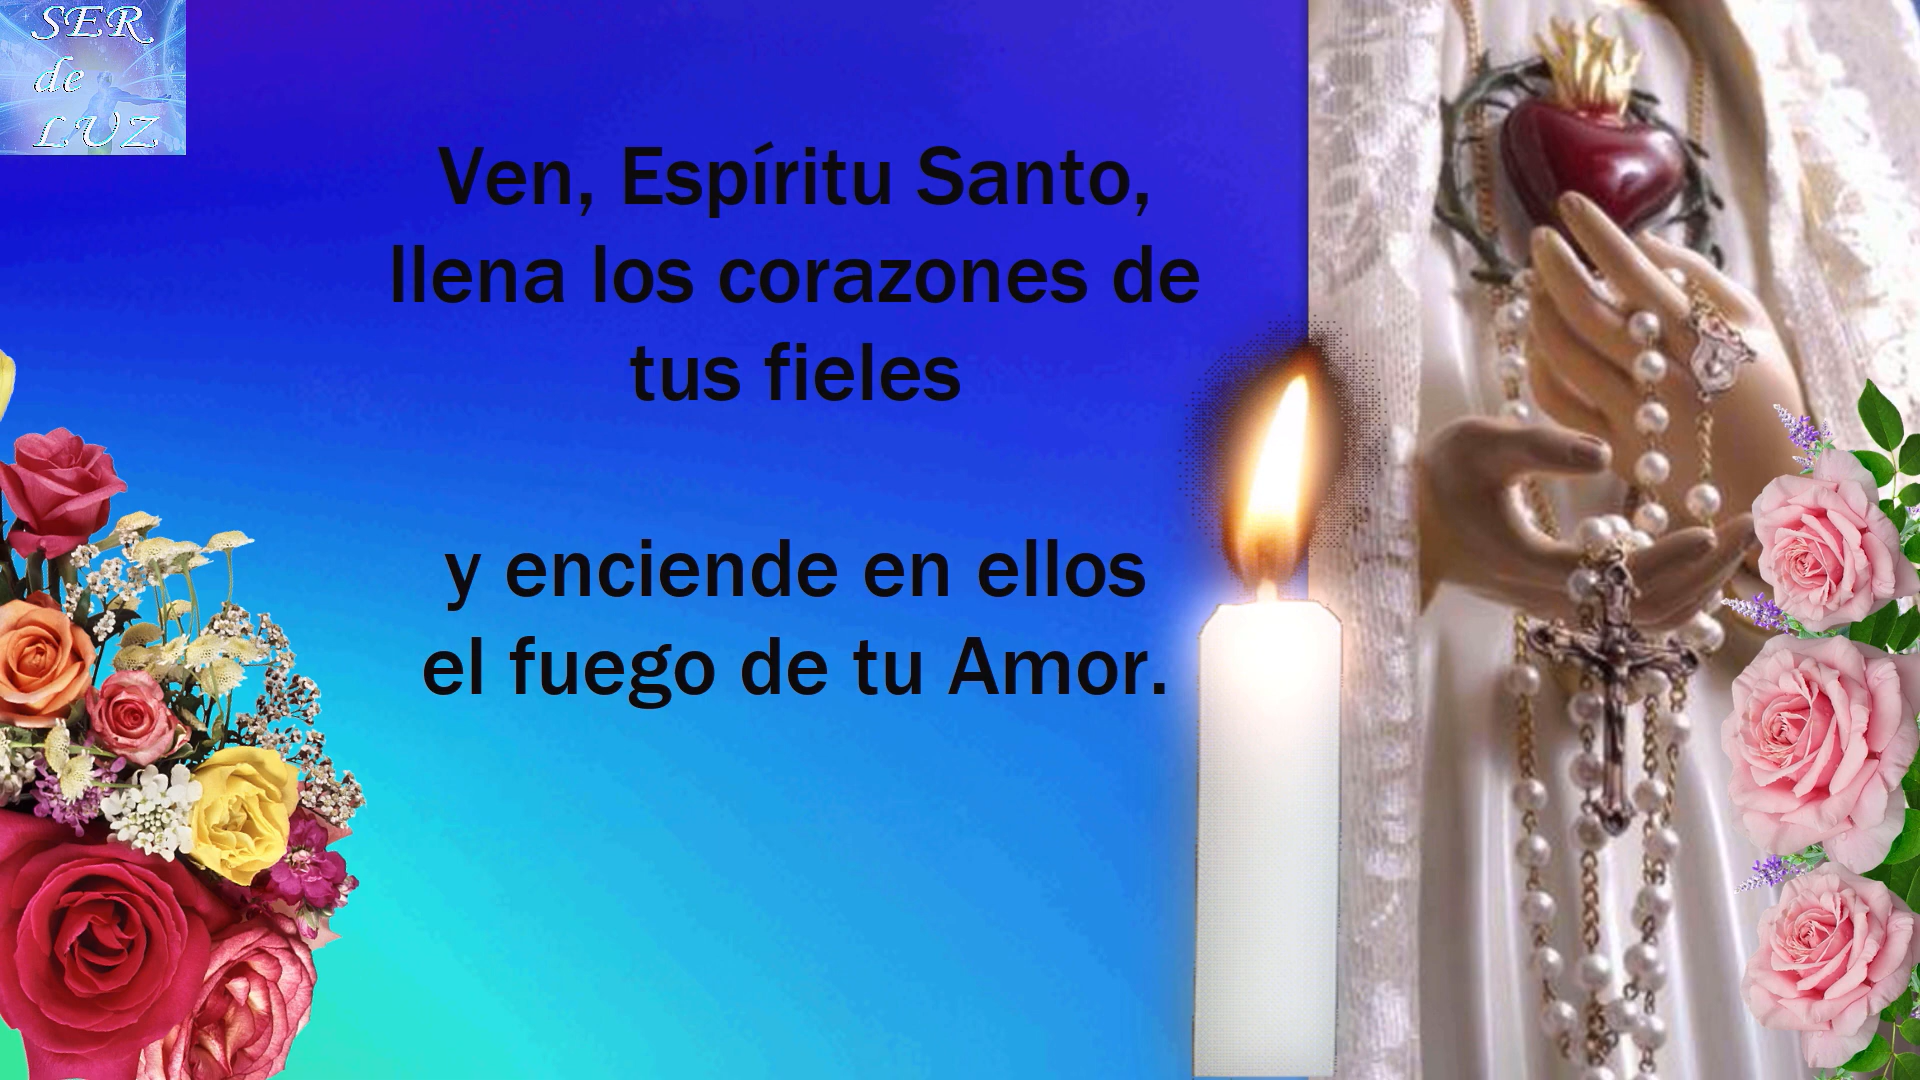 SER
de
LUZ
Ven, Espíritu Santo,
llena los corazones de
tus fieles
y enciende en ellos
el fuego de tu Amor.